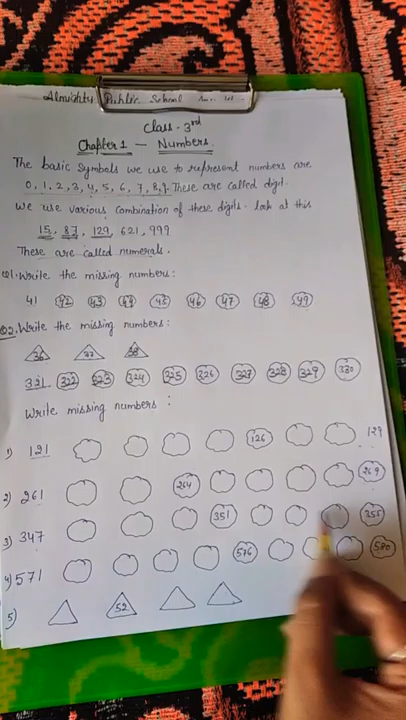 Almighty Public School
Class - 3rd
Chapter 1 - Numbers.
The basic symbols we use to represent numbers are
0, 1, 2, 3, 4, 5, 6, 7, 8, 9. These are called digit.
We use various combination of these digits. Look at this
15, 87, 129, 621, 999
These are called numerals.
Q1. Write the missing numbers:
41 42 43 44 45 46 47 48 49
Q2. Write the missing numbers:
36 37 38
321 322 323 324 325 326 327 328 329 330
Write missing numbers :
1) 121 126 129
2) 261 264 269
3) 347 351 355
4) 571 576 580
5) 52